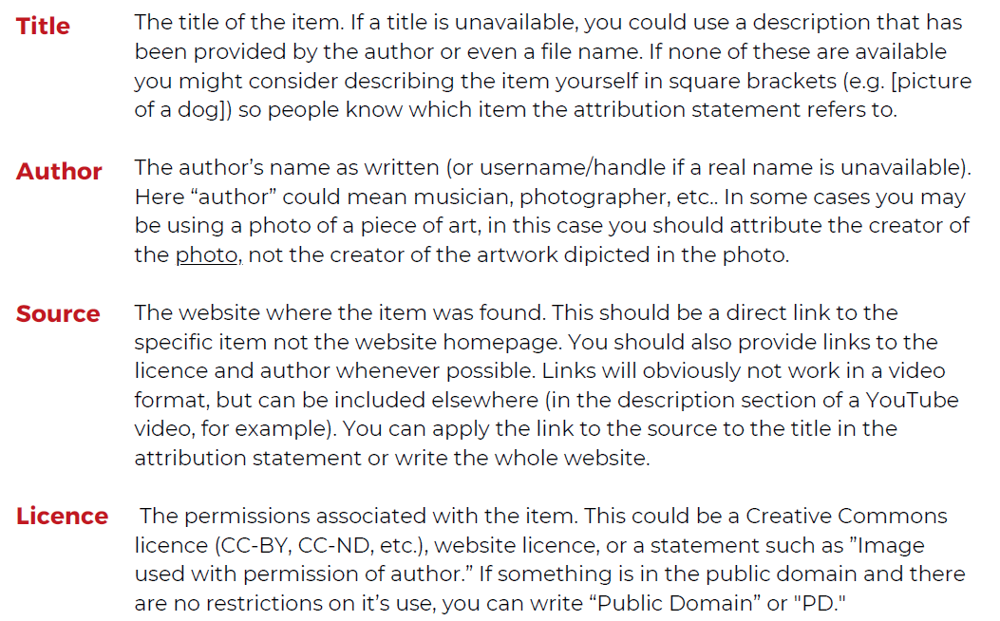 Title
The title of the item. If a title is unavailable, you could use a description that has
been provided by the author or even a file name. If none of these are available
you might consider describing the item yourself in square brackets (e.g. [picture
of a dog]) so people know which item the attribution statement refers to.
Author
The author’s name as written (or username/handle if a real name is unavailable).
Here “author” could mean musician, photographer, etc.. In some cases you may
be using a photo of a piece of art, in this case you should attribute the creator of
the photo, not the creator of the artwork dipicted in the photo.
Source
The website where the item was found. This should be a direct link to the
specific item not the website homepage. You should also provide links to the
licence and author whenever possible. Links will obviously not work in a video
format, but can be included elsewhere (in the description section of a YouTube
video, for example). You can apply the link to the source to the title in the
attribution statement or write the whole website.
Licence
The permissions associated with the item. This could be a Creative Commons
licence (CC-BY, CC-ND, etc.), website licence, or a statement such as ”Image
used with permission of author.” If something is in the public domain and there
are no restrictions on it’s use, you can write “Public Domain” or "PD."